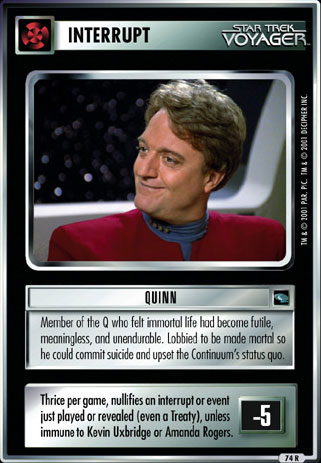 INTERRUPT
STAR TREK
VOYAGER™
TM & © 2001 PAR. P.C. TM & © 2001 DECIPHER INC.
QUINN
Member of the Q who felt immortal life had become futile,
meaningless, and unendurable. Lobbied to be made mortal so
he could commit suicide and upset the Continuum's status quo.
Thrice per game, nullifies an interrupt or event
just played or revealed (even a Treaty), unless
immune to Kevin Uxbridge or Amanda Rogers.
-5
74 R